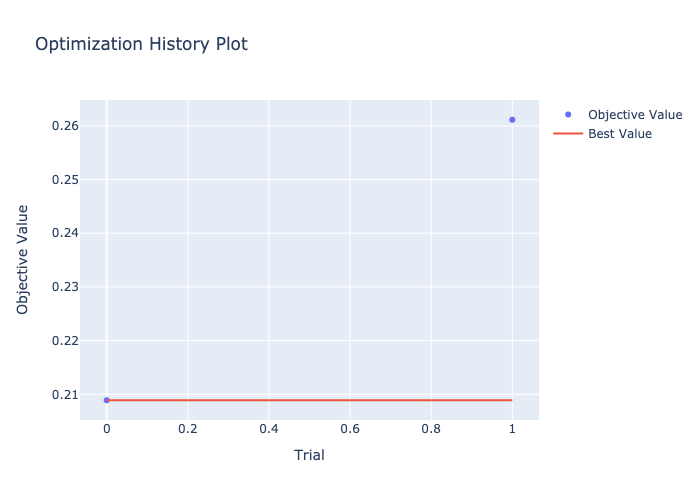 Optimization History Plot
Objective Value
Best Value
0.26
0.25
0.24
0.23
0.22
0.21
Objective Value
0 0.2 0.4 0.6 0.8 1
Trial